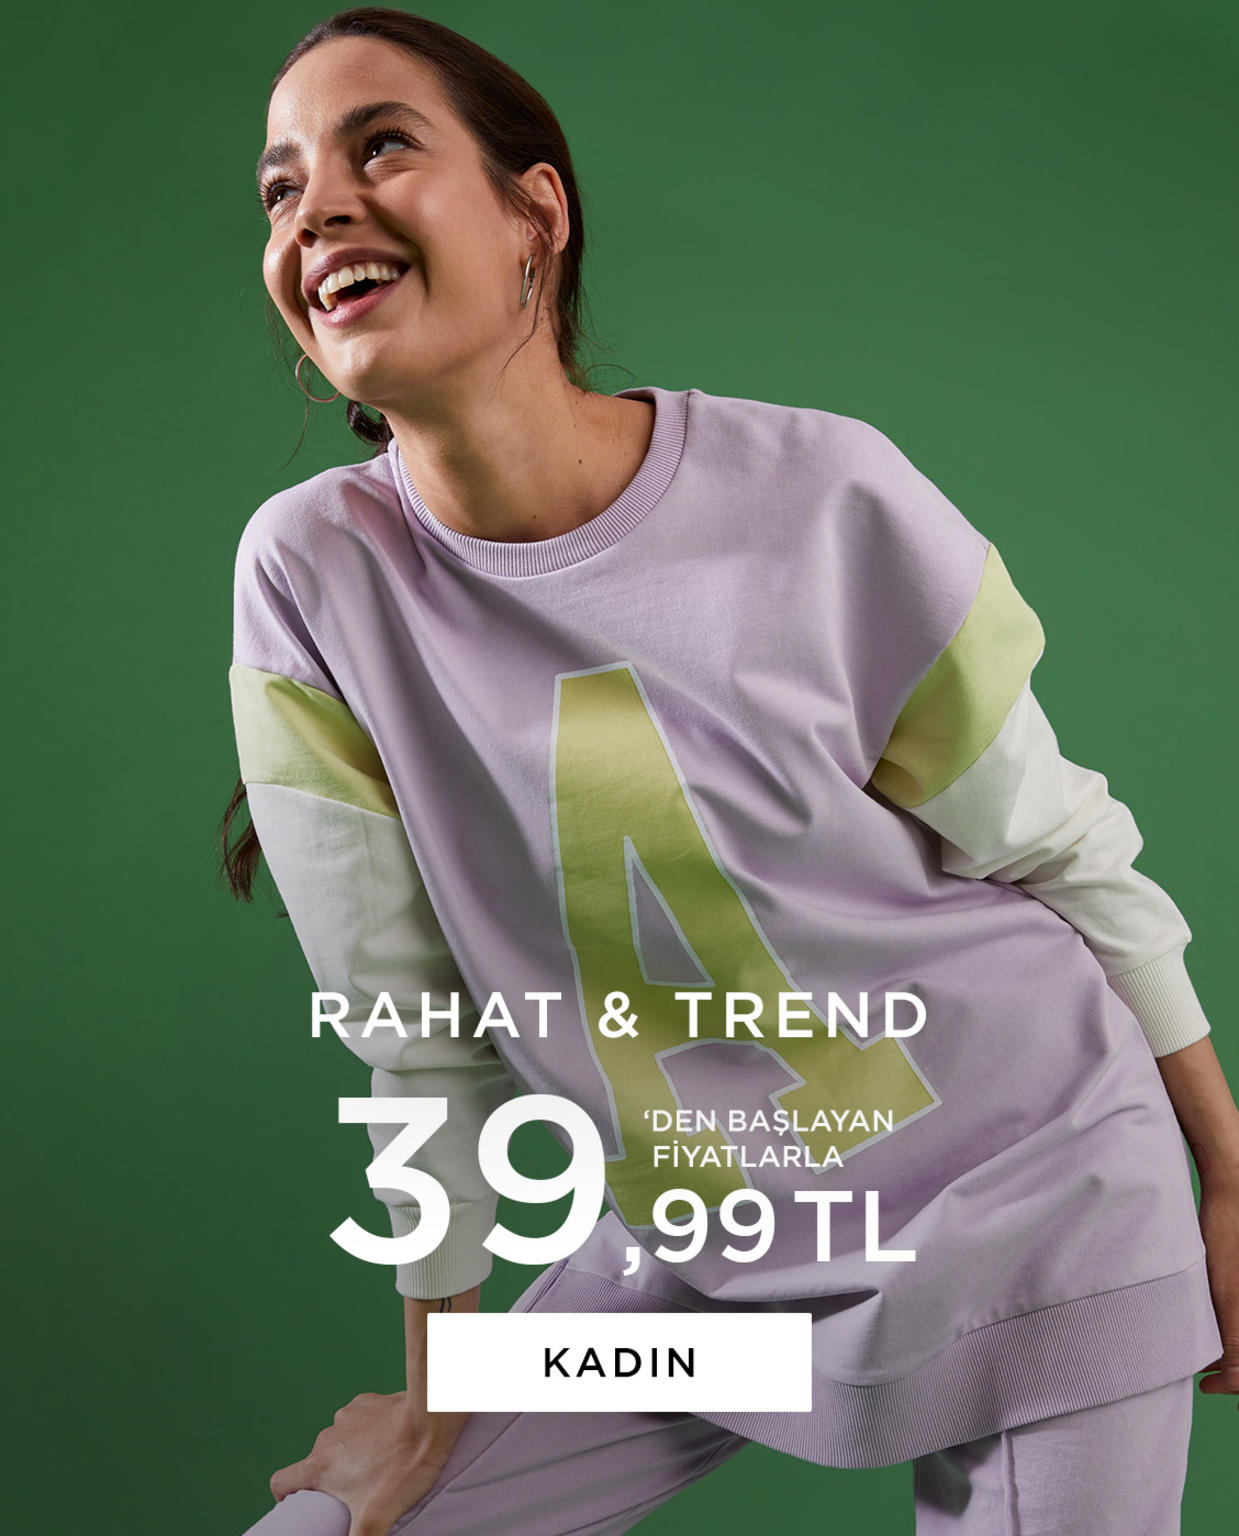 A
RAHAT & TREND
39,99 TL
‘DEN BAŞLAYAN
FİYATLARLA
KADIN